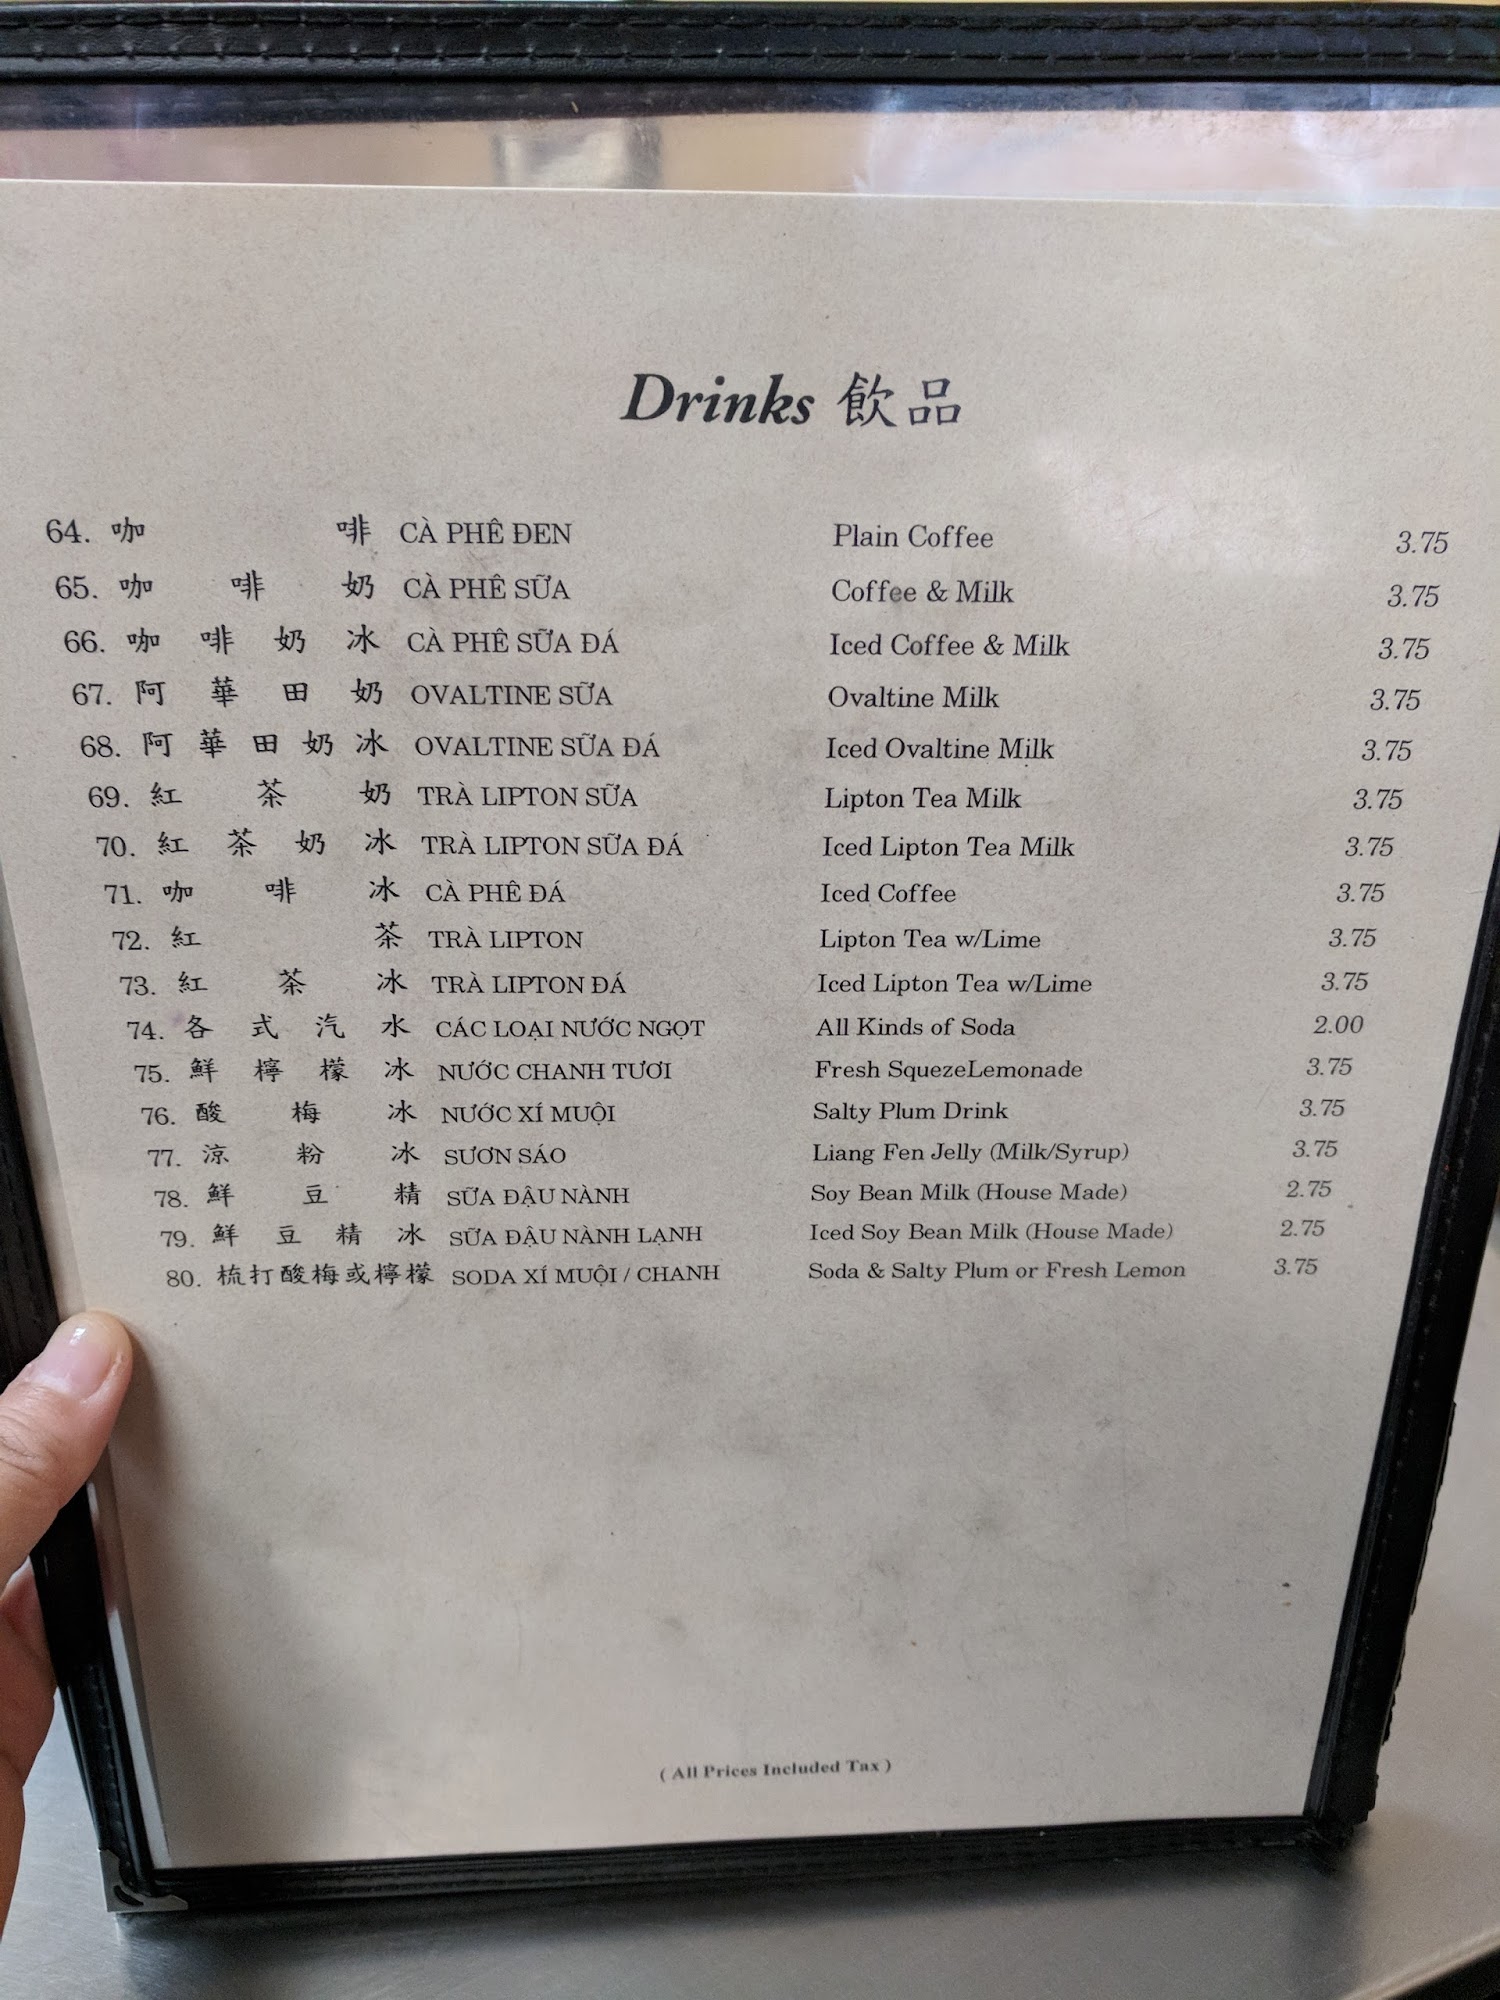 Drinks 飲品
64. 咖啡 CÀ PHÊ ĐEN Plain Coffee 3.75
65. 咖啡奶 CÀ PHÊ SỮA Coffee & Milk 3.75
66. 咖啡奶冰 CÀ PHÊ SỮA ĐÁ Iced Coffee & Milk 3.75
67. 阿華田奶 OVALTINE SỮA Ovaltine Milk 3.75
68. 阿華田奶冰 OVALTINE SỮA ĐÁ Iced Ovaltine Milk 3.75
69. 紅茶奶 TRÀ LIPTON SỮA Lipton Tea Milk 3.75
70. 紅茶奶冰 TRÀ LIPTON SỮA ĐÁ Iced Lipton Tea Milk 3.75
71. 咖啡冰 CÀ PHÊ ĐÁ Iced Coffee 3.75
72. 紅茶 TRÀ LIPTON Lipton Tea w/Lime 3.75
73. 紅茶冰 TRÀ LIPTON ĐÁ Iced Lipton Tea w/Lime 3.75
74. 各式汽水 CÁC LOẠI NƯỚC NGỌT All Kinds of Soda 2.00
75. 鮮檸檬冰 NƯỚC CHANH TƯƠI Fresh SquezeLemonade 3.75
76. 酸梅冰 NƯỚC XÍ MUỘI Salty Plum Drink 3.75
77. 涼粉冰 SƯƠN SÁO Liang Fen Jelly (Milk/Syrup) 3.75
78. 鮮豆精 SỮA ĐẬU NÀNH Soy Bean Milk (House Made) 2.75
79. 鮮豆精冰 SỮA ĐẬU NÀNH LẠNH Iced Soy Bean Milk (House Made) 2.75
80. 梳打酸梅或檸檬 SODA XÍ MUỘI / CHANH Soda & Salty Plum or Fresh Lemon 3.75
( All Prices Included Tax )